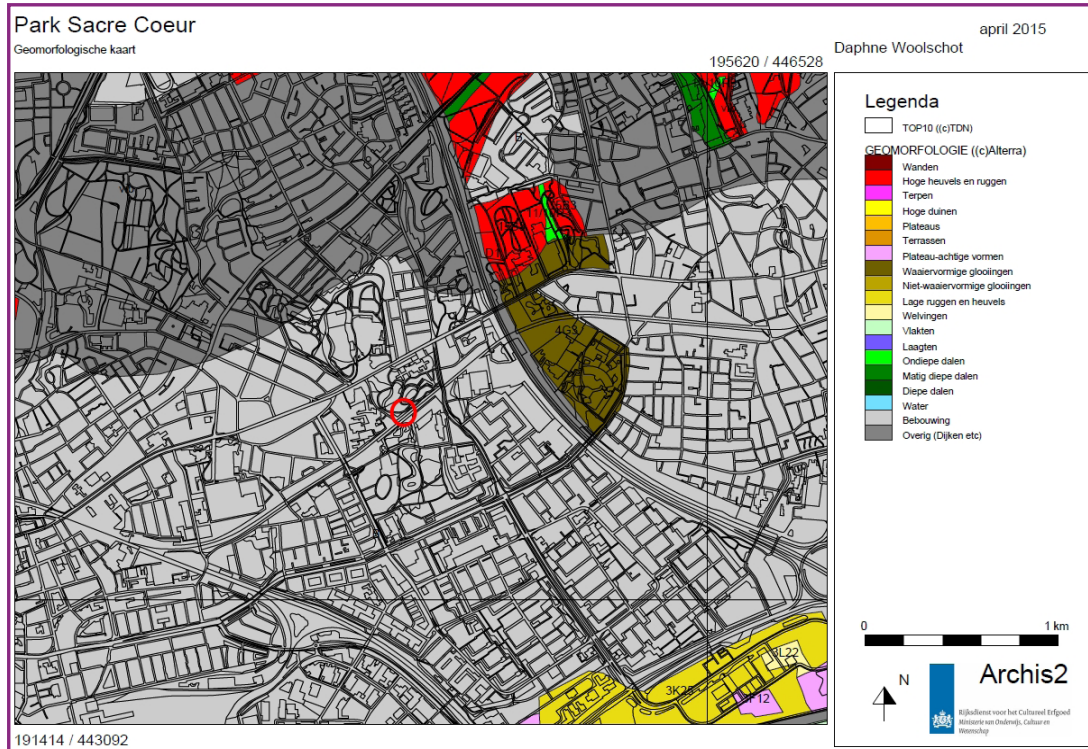 Park Sacre Coeur
april 2015
Geomorfologische kaart
Daphne Woolschot
195620 / 446528
Legenda
TOP10 ((c)TDN)
GEOMORFOLOGIE ((c)Alterra)
Wanden
Hoge heuvels en ruggen
Terpen
Hoge duinen
Plateaus
Terrassen
Plateau-achtige vormen
Waaiervormige glooiingen
Niet-waaiervormige glooiingen
Lage ruggen en heuvels
Welvingen
Vlakten
Laagten
Ondiepe dalen
Matig diepe dalen
Diepe dalen
Water
Bebouwing
Overig (Dijken etc)
4G3
3L22
3K25
0
1 km
N
Archis2
Rijksdienst voor het Cultureel Erfgoed
Ministerie van Onderwijs, Cultuur en
Wetenschap
191414 / 443092